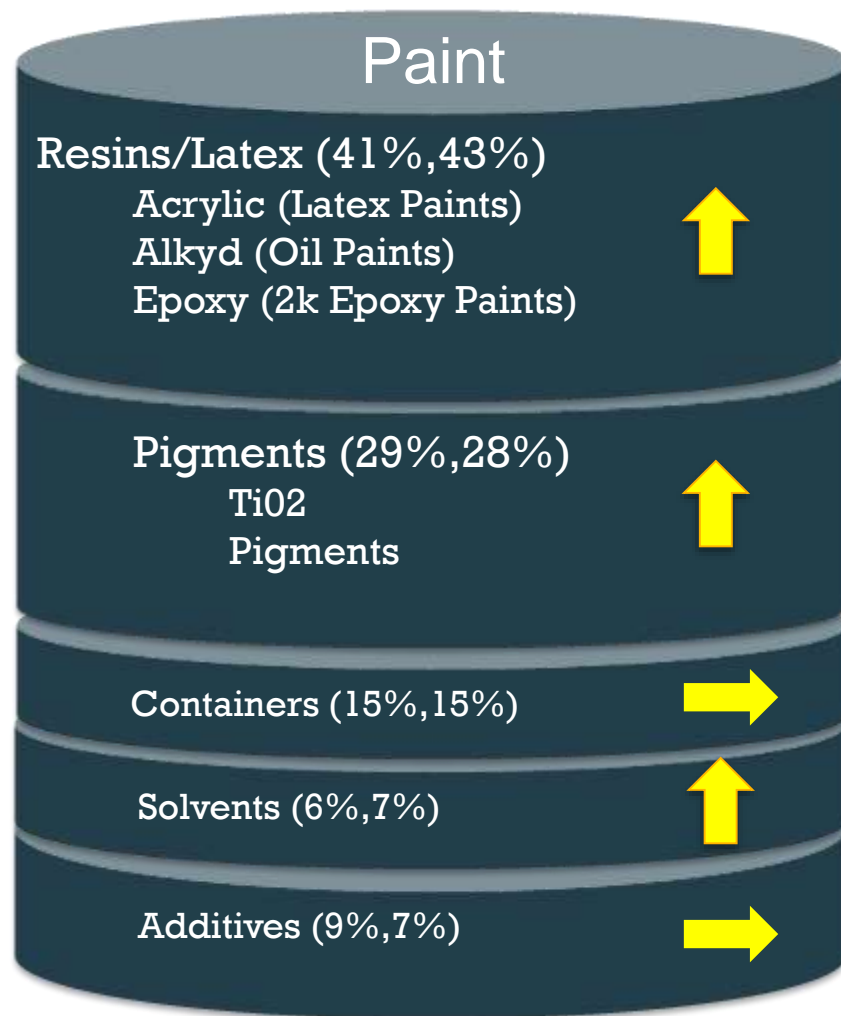 Paint
Resins/Latex (41%,43%)
Acrylic (Latex Paints)
Alkyd (Oil Paints)
Epoxy (2k Epoxy Paints)
Pigments (29%,28%)
Ti02
Pigments
Containers (15%,15%)
Solvents (6%,7%)
Additives (9%,7%)